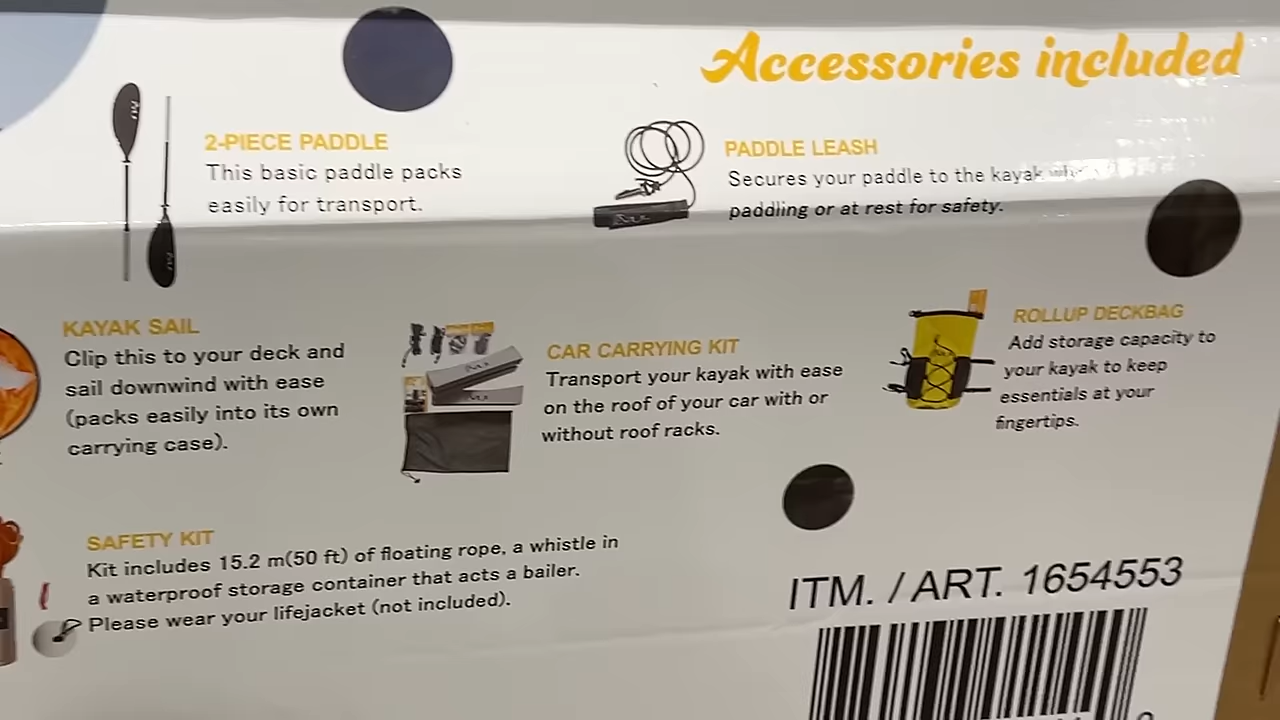 Accessories included
2-PIECE PADDLE
This basic paddle packs
easily for transport.
PADDLE LEASH
Secures your paddle to the kayak
paddling or at rest for safety.
KAYAK SAIL
Clip this to your deck and
sail downwind with ease
(packs easily into its own
carrying case).
CAR CARRYING KIT
Transport your kayak with ease
on the roof of your car with or
without roof racks.
ROLLUP DECKBAG
Add storage capacity to
your kayak to keep
essentials at your
fingertips.
SAFETY KIT
Kit includes 15.2 m(50 ft) of floating rope, a whistle in
a waterproof storage container that acts a bailer.
Please wear your lifejacket (not included).
ITM. / ART. 1654553